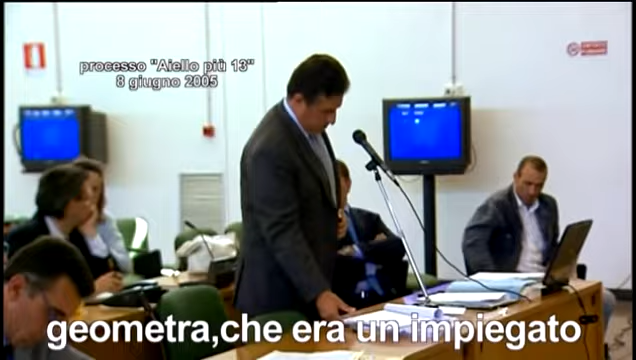 processo "Aiello più 13"
8 giugno 2005
geometra,che era un impiegato